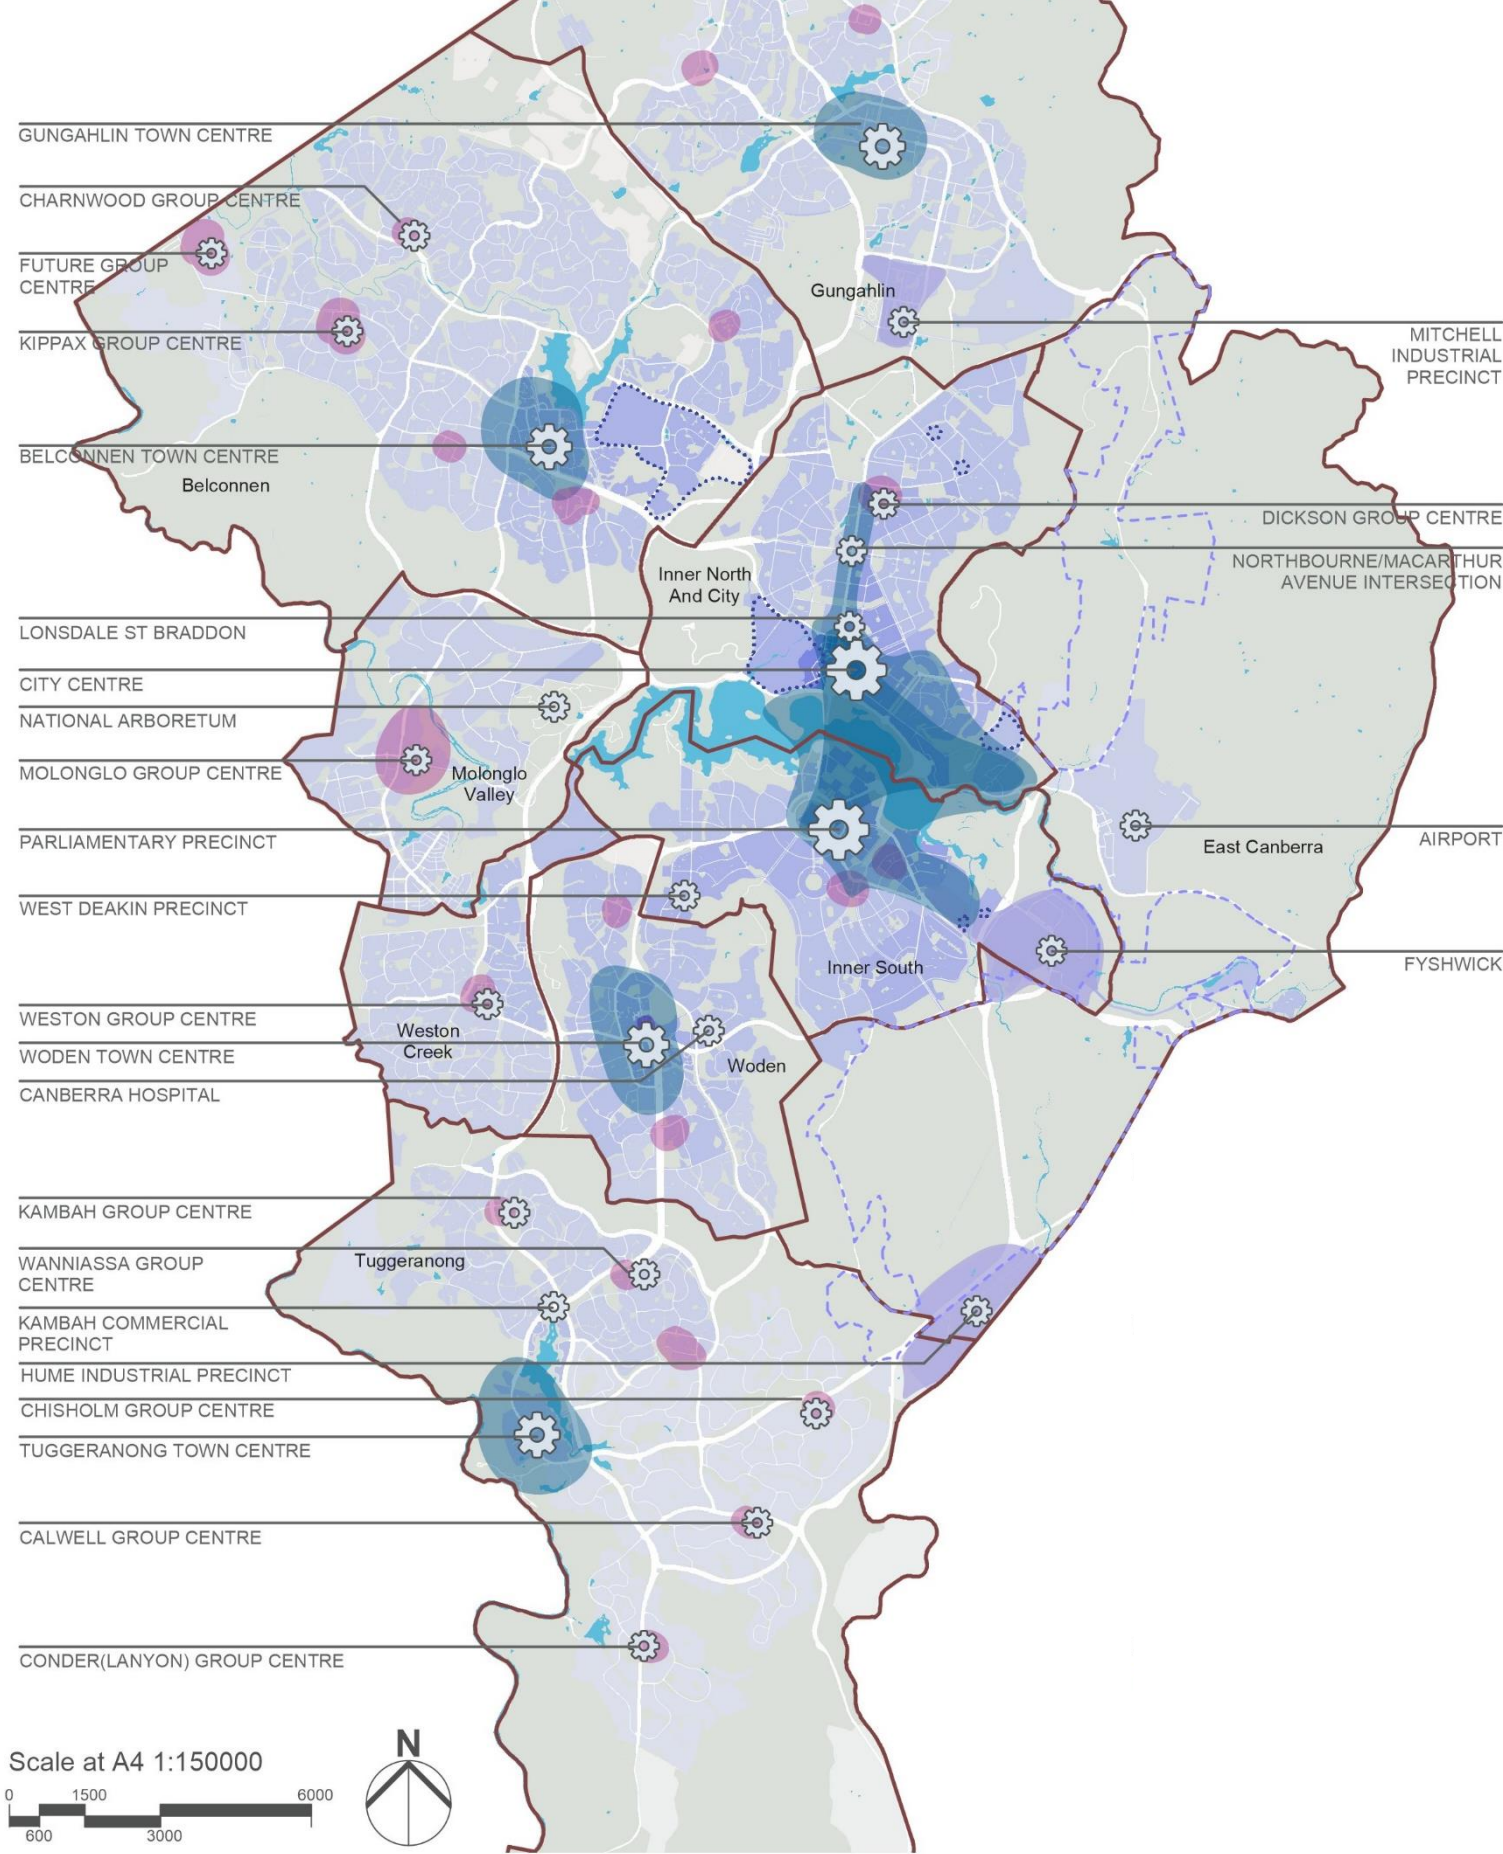 GUNGAHLIN TOWN CENTRE
CHARNWOOD GROUP CENTRE
FUTURE GROUP
CENTRE
Gungahlin
KIPPAX GROUP CENTRE
MITCHELL
INDUSTRIAL
PRECINCT
BELCONNEN TOWN CENTRE
Belconnen
DICKSON GROUP CENTRE
NORTHBOURNE/MACARTHUR
AVENUE INTERSECTION
Inner North
And City
LONSDALE ST BRADDON
CITY CENTRE
NATIONAL ARBORETUM
MOLONGLO GROUP CENTRE
Molonglo
Valley
PARLIAMENTARY PRECINCT
AIRPORT
East Canberra
WEST DEAKIN PRECINCT
FYSHWICK
Inner South
WESTON GROUP CENTRE
Weston
Creek
WODEN TOWN CENTRE
Woden
CANBERRA HOSPITAL
KAMBAH GROUP CENTRE
WANNIASSA GROUP
CENTRE
Tuggeranong
KAMBAH COMMERCIAL
PRECINCT
HUME INDUSTRIAL PRECINCT
CHISHOLM GROUP CENTRE
TUGGERANONG TOWN CENTRE
CALWELL GROUP CENTRE
CONDER(LANYON) GROUP CENTRE
N
Scale at A4 1:150000
0 1500 6000
600 3000